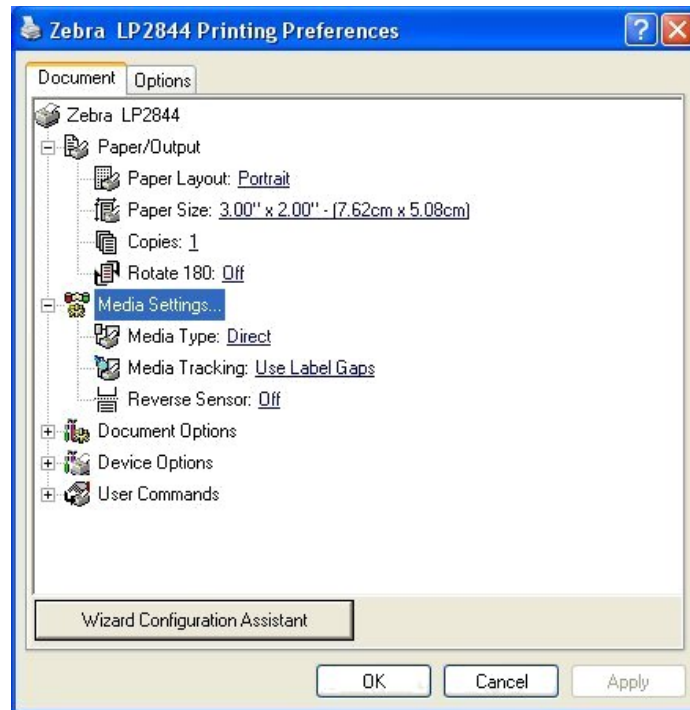 Zebra LP2844 Printing Preferences
Document Options
Zebra LP2844
Paper/Output
Paper Layout: Portrait
Paper Size: 3.00" x 2.00" - (7.62cm x 5.08cm)
Copies: 1
Rotate 180: Off
Media Settings...
Media Type: Direct
Media Tracking: Use Label Gaps
Reverse Sensor: Off
Document Options
Device Options
User Commands
Wizard Configuration Assistant
OK Cancel Apply